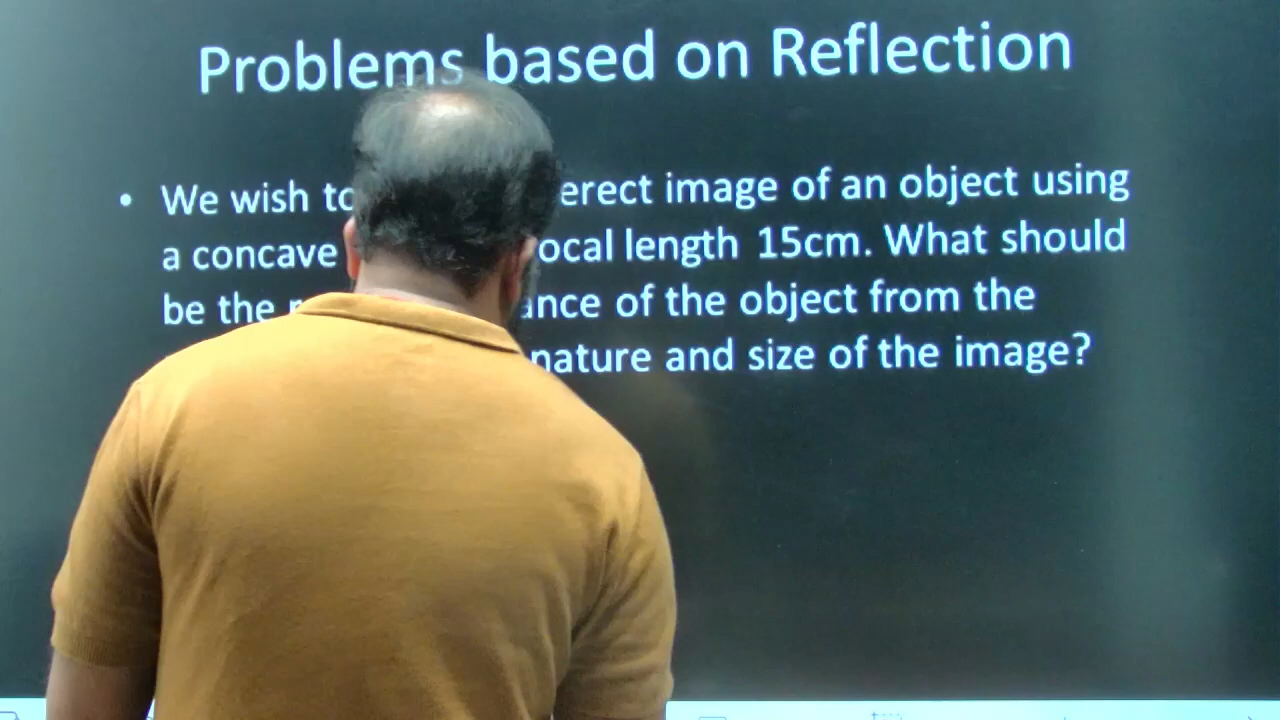 Problems based on Reflection
• We wish to erect image of an object using
a concave ocal length 15cm. What should
be the ance of the object from the
nature and size of the image?